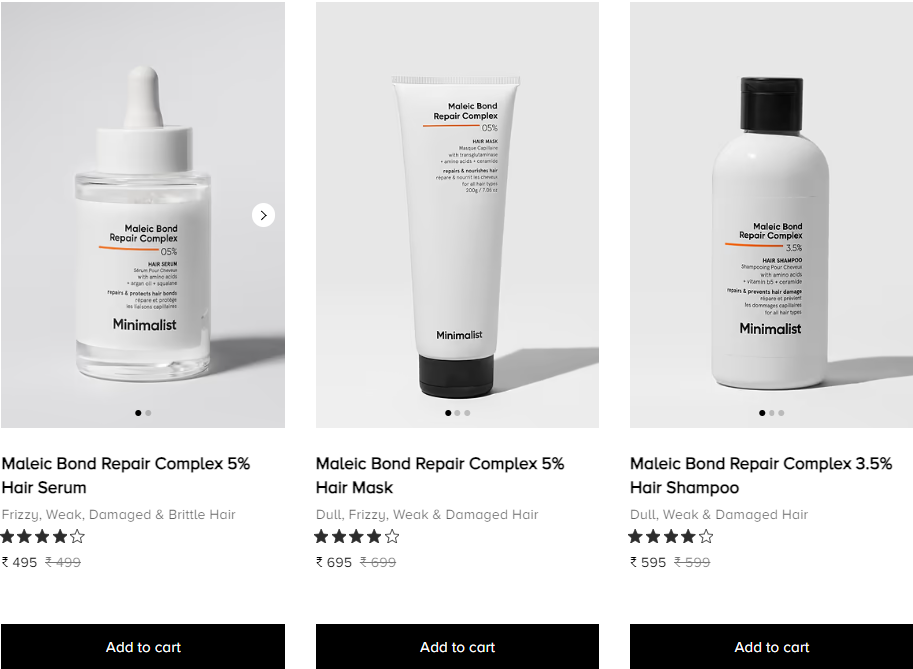 Maleic Bond
Repair Complex
05%
HAIR SERUM
Sérum Pour Cheveux
with amino acids
+ argan oil + squalane
repairs & protects hair bonds
répare et protège
les liaisons capillaires
Minimalist
Maleic Bond
Repair Complex
05%
HAIR MASK
Masque Capillaire
with transglutaminase
+ amino acids + ceramide
repairs & nourishes hair
répare & nourrit les cheveux
for all hair types
200g / 7.05 oz
Minimalist
Maleic Bond
Repair Complex
3.5%
HAIR SHAMPOO
Shampooing Pour Cheveux
with amino acids
+ vitamin b5 + ceramide
repairs & prevents hair damage
répare et prévient
les dommages capillaires
for all hair types
Minimalist
Maleic Bond Repair Complex 5%
Hair Serum
Frizzy, Weak, Damaged & Brittle Hair
₹ 495 ₹ 499
Add to cart
Maleic Bond Repair Complex 5%
Hair Mask
Dull, Frizzy, Weak & Damaged Hair
₹ 695 ₹ 699
Add to cart
Maleic Bond Repair Complex 3.5%
Hair Shampoo
Dull, Weak & Damaged Hair
₹ 595 ₹ 599
Add to cart